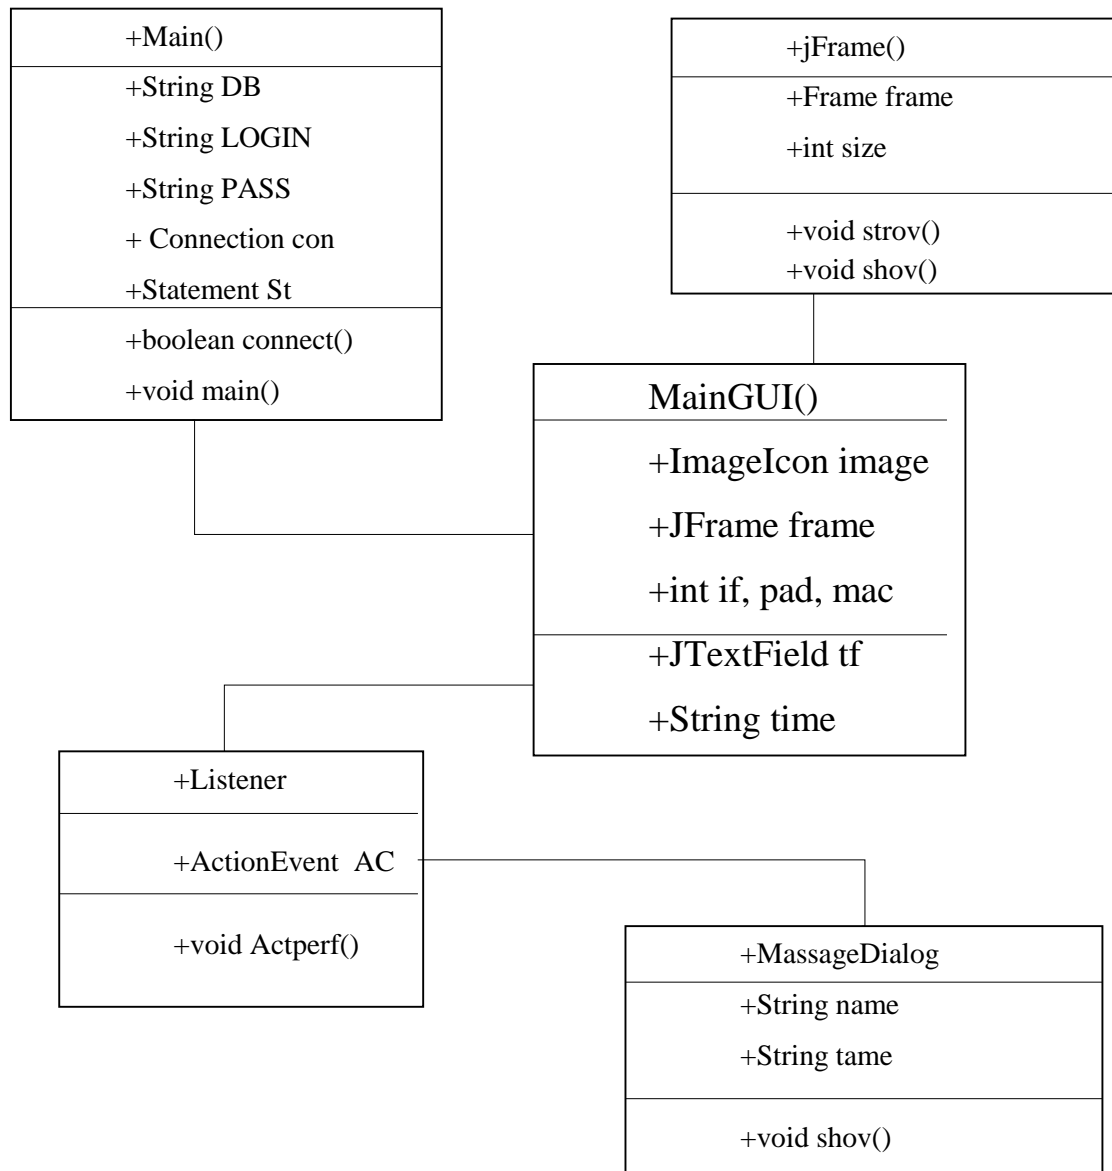 +Main()
+String DB
+String LOGIN
+String PASS
+ Connection con
+Statement St
+boolean connect()
+void main()
+jFrame()
+Frame frame
+int size
+void strov()
+void shov()
MainGUI()
+ImageIcon image
+JFrame frame
+int if, pad, mac
+JTextField tf
+String time
+Listener
+ActionEvent  AC
+void Actperf()
+MassageDialog
+String name
+String tame
+void shov()